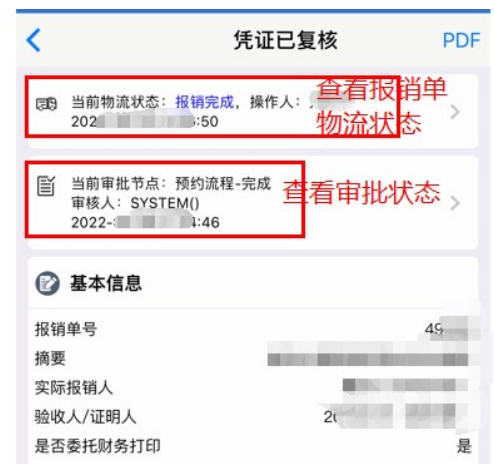 凭证已复核
PDF
当前物流状态：报销完成，操作人：
202 :50
查看报销单
物流状态
当前审批节点：预约流程-完成
审核人：SYSTEM()
2022- :46
查看审批状态
基本信息
报销单号 49
摘要
实际报销人
验收人/证明人 20
是否委托财务打印 是